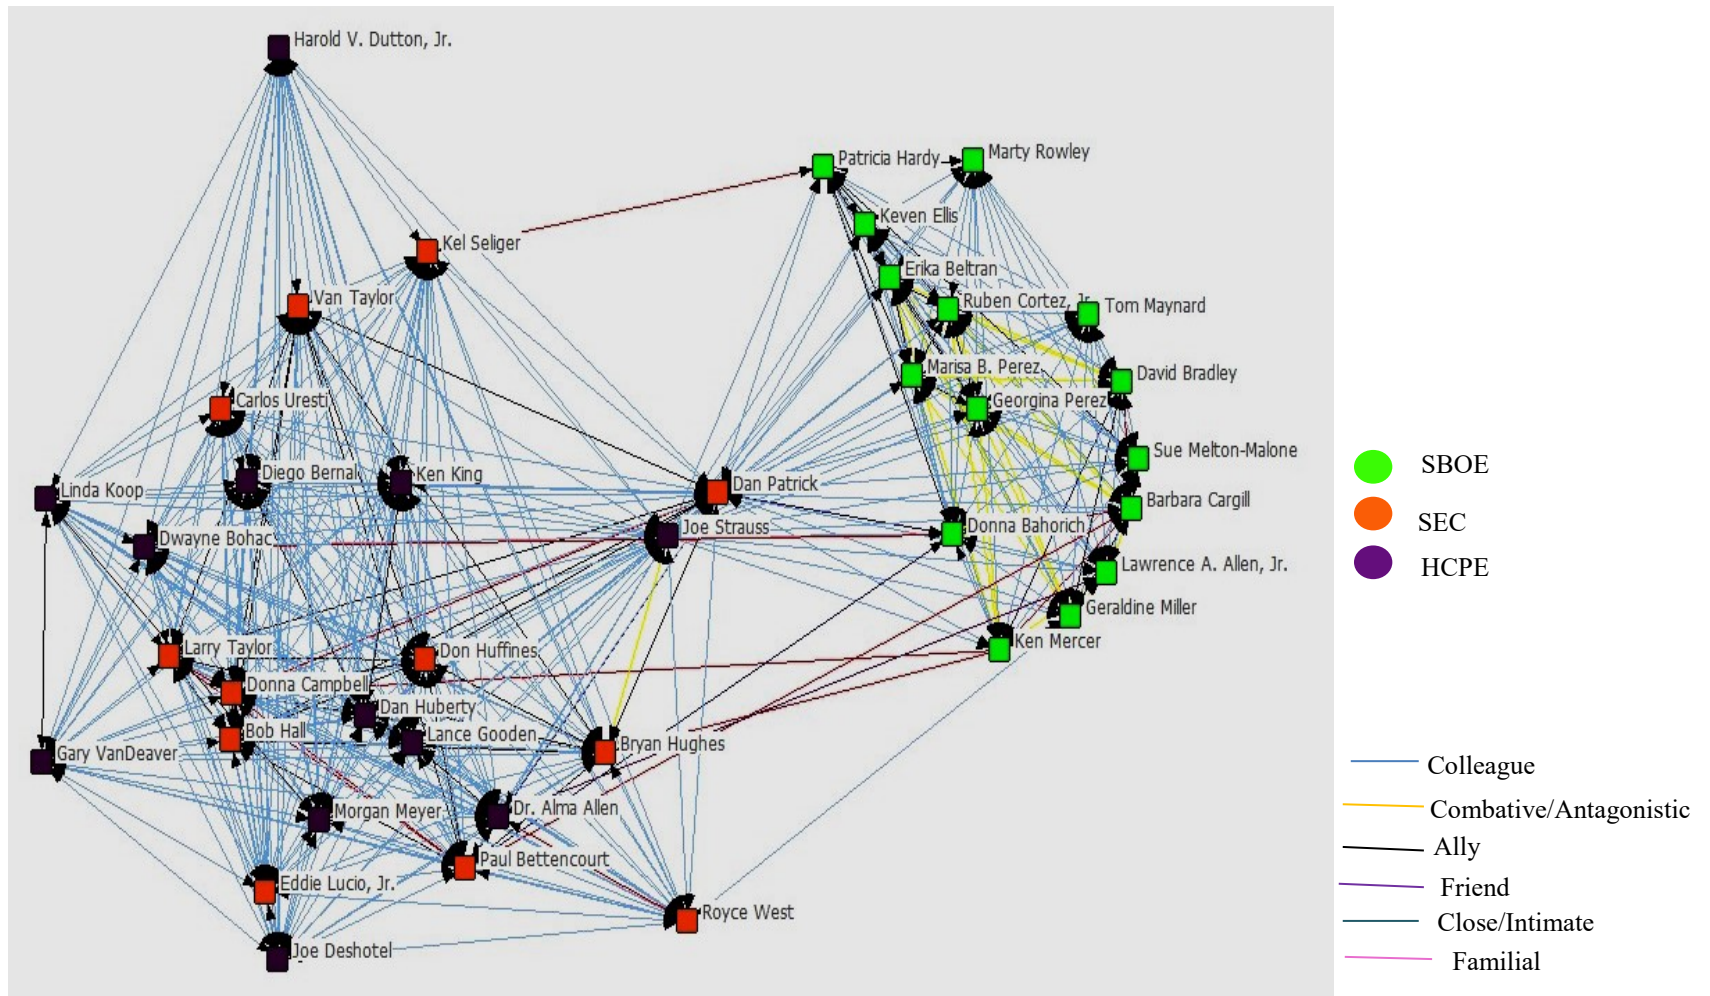 Harold V. Dutton, Jr.
Patricia Hardy
Marty Rowley
Keven Ellis
Kel Seliger
Erika Beltran
Van Taylor
Ruben Cortez, Jr.
Tom Maynard
Marisa B. Perez
David Bradley
Carlos Uresti
Georgina Perez
Sue Melton-Malone
Diego Bernal
Ken King
Dan Patrick
Linda Koop
Barbara Cargill
Joe Strauss
Donna Bahorich
Dwayne Bohac
Lawrence A. Allen, Jr.
Geraldine Miller
Ken Mercer
Larry Taylor
Don Huffines
Donna Campbell
Dan Huberty
Bob Hall
Lance Gooden
Bryan Hughes
Gary VanDeaver
Morgan Meyer
Dr. Alma Allen
Paul Bettencourt
Eddie Lucio, Jr.
Royce West
Joe Deshotel
SBOE
SEC
HCPE
Colleague
Combative/Antagonistic
Ally
Friend
Close/Intimate
Familial